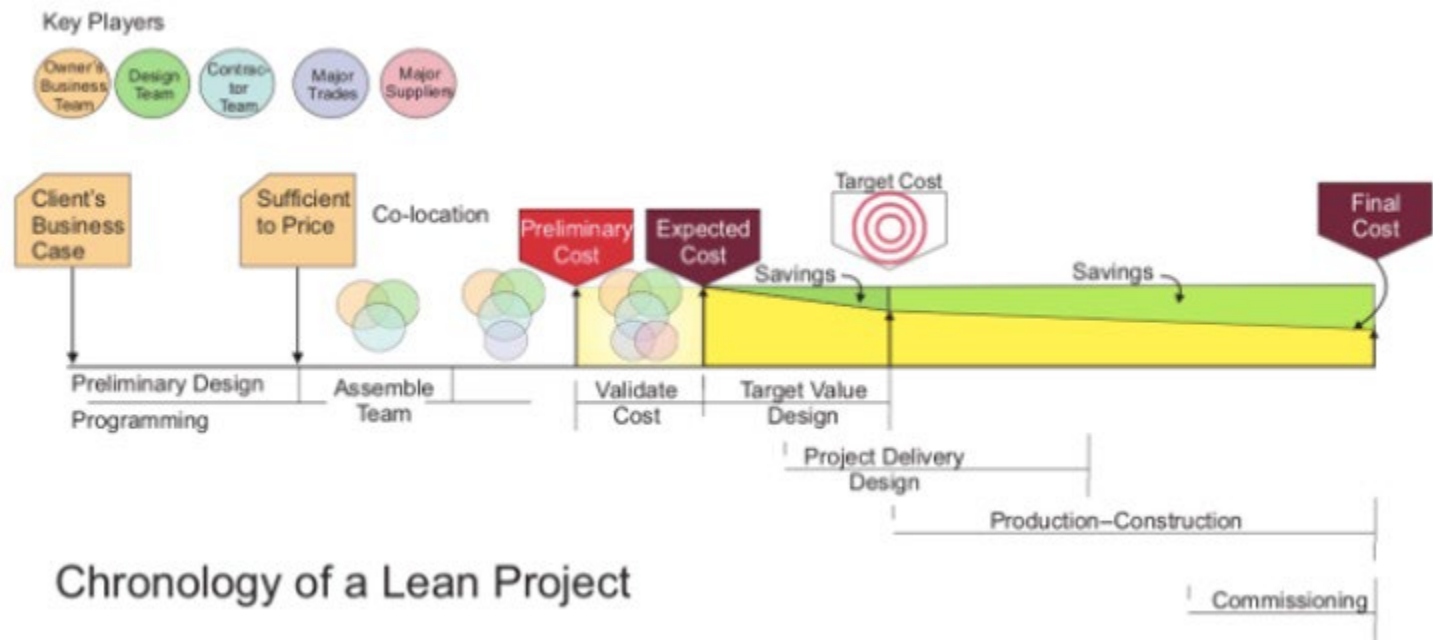 Key Players
Owner's
Business
Team
Design
Team
Contrac-
tor
Team
Major
Trades
Major
Suppliers
Client's
Business
Case
Sufficient
to Price
Co-location
Preliminary
Cost
Expected
Cost
Target Cost
Final
Cost
Savings
Savings
Preliminary Design
Programming
Assemble
Team
Validate
Cost
Target Value
Design
Project Delivery
Design
Production–Construction
Commissioning
Chronology of a Lean Project